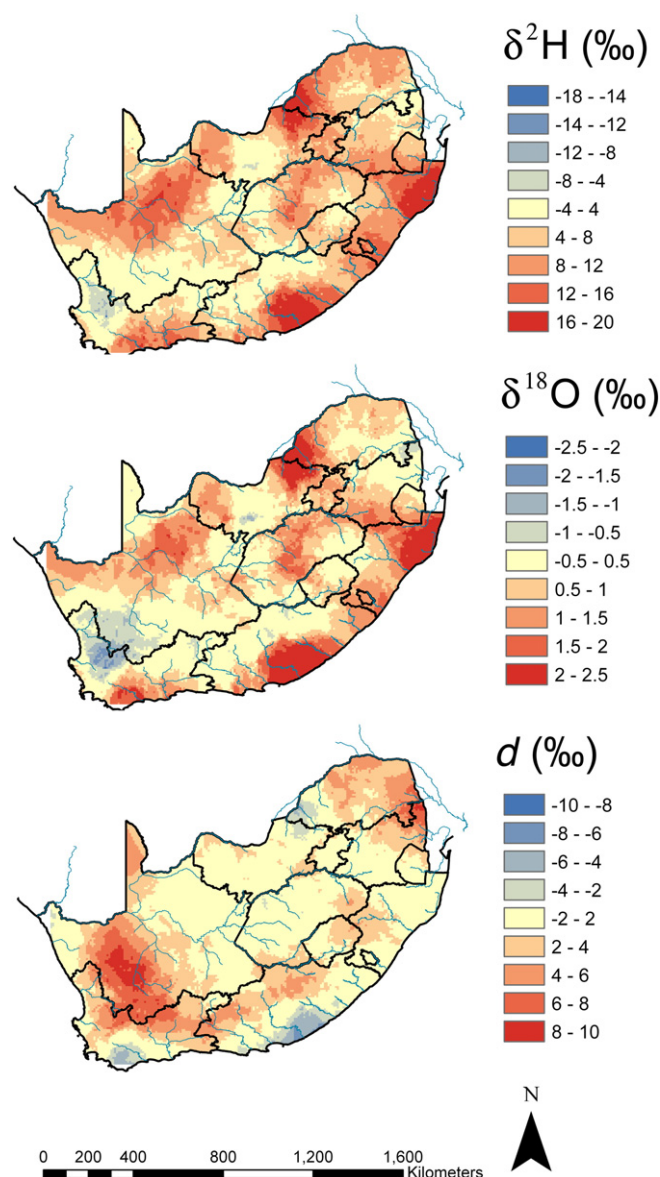 δ²H (‰)
-18 - -14
-14 - -12
-12 - -8
-8 - -4
-4 - 4
4 - 8
8 - 12
12 - 16
16 - 20
δ¹⁸O (‰)
-2.5 - -2
-2 - -1.5
-1.5 - -1
-1 - -0.5
-0.5 - 0.5
0.5 - 1
1 - 1.5
1.5 - 2
2 - 2.5
d (‰)
-10 - -8
-8 - -6
-6 - -4
-4 - -2
-2 - 2
2 - 4
4 - 6
6 - 8
8 - 10
N
0 200 400 800 1,200 1,600
Kilometers